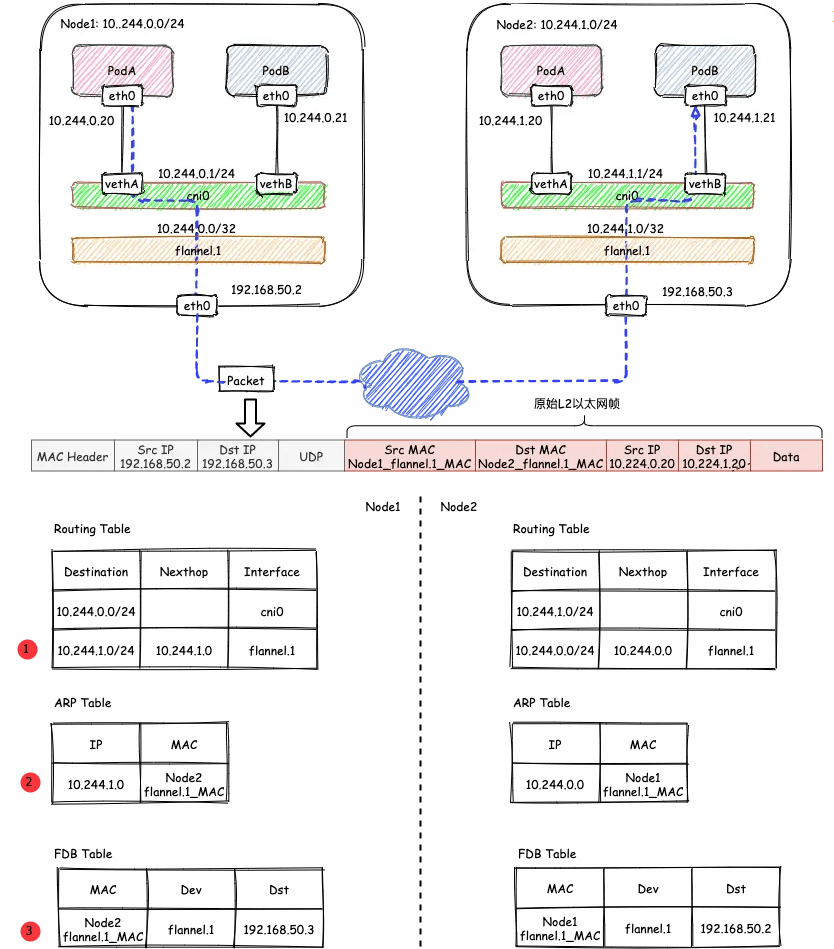 Node1: 10..244.0.0/24
PodA
PodB
eth0
eth0
10.244.0.20
10.244.0.21
10.244.0.1/24
vethA
vethB
cni0
10.244.0.0/32
flannel.1
192.168.50.2
eth0
Node2: 10.244.1.0/24
PodA
PodB
eth0
eth0
10.244.1.20
10.244.1.21
10.244.1.1/24
vethA
vethB
cni0
10.244.1.0/32
flannel.1
192.168.50.3
eth0
Packet
原始L2以太网帧
MAC Header
Src IP
192.168.50.2
Dst IP
192.168.50.3
UDP
Src MAC
Node1_flannel.1_MAC
Dst MAC
Node2_flannel.1_MAC
Src IP
10.224.0.20
Dst IP
10.224.1.20
Data
Node1
Node2
Routing Table
Destination Nexthop Interface
10.244.0.0/24 cni0
1
10.244.1.0/24 10.244.1.0 flannel.1
ARP Table
IP MAC
2
10.244.1.0
Node2
flannel.1_MAC
FDB Table
MAC Dev Dst
3
Node2
flannel.1_MAC
flannel.1
192.168.50.3
Routing Table
Destination Nexthop Interface
10.244.1.0/24 cni0
10.244.0.0/24 10.244.0.0 flannel.1
ARP Table
IP MAC
10.244.0.0
Node1
flannel.1_MAC
FDB Table
MAC Dev Dst
Node1
flannel.1_MAC
flannel.1
192.168.50.2